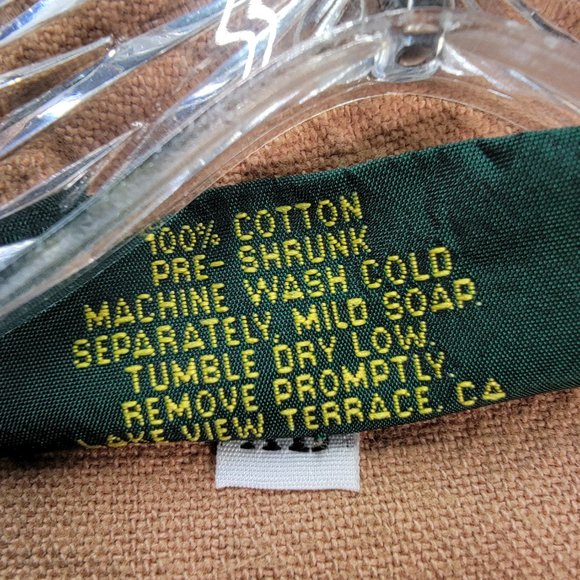 100% COTTON
PRE-SHRUNK
MACHINE WASH COLD
SEPARATELY. MILD SOAP.
TUMBLE DRY LOW.
REMOVE PROMPTLY.
LAKE VIEW TERRACE, CA